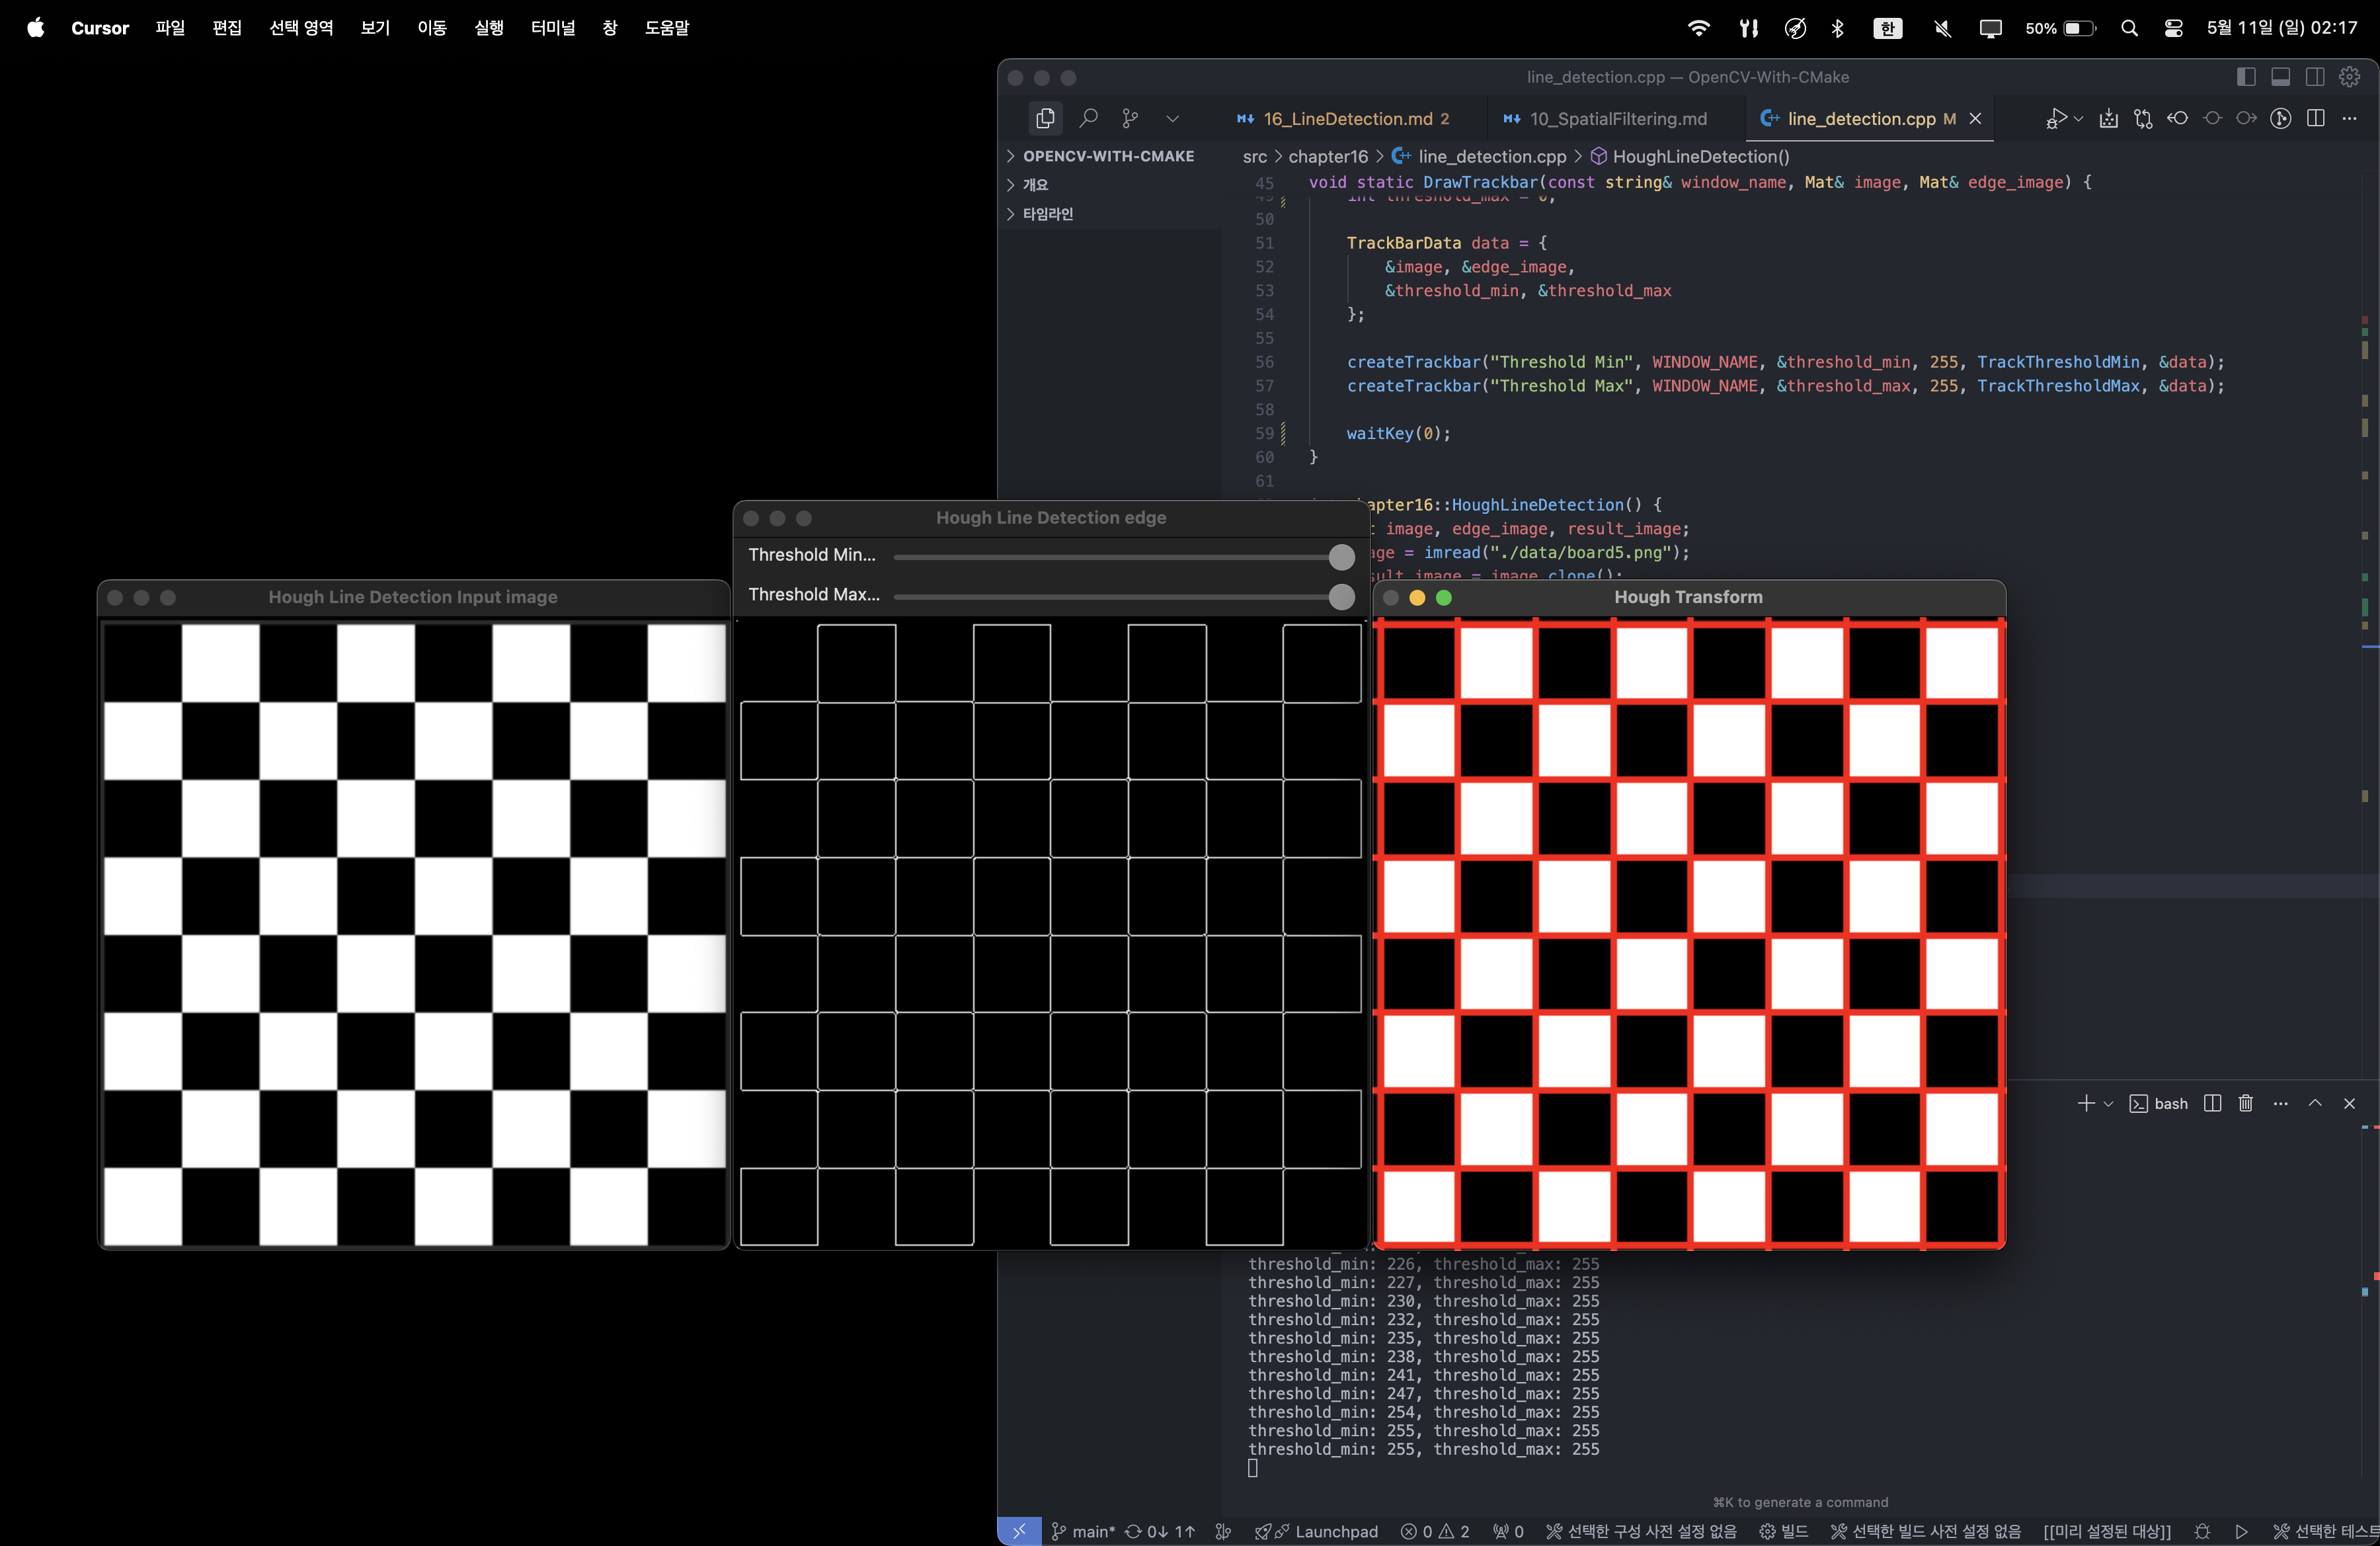 Cursor 파일 편집 선택 영역 보기 이동 실행 터미널 창 도움말 한 50% 5월 11일 (일) 02:17
line_detection.cpp — OpenCV-With-CMake
16_LineDetection.md 2 10_SpatialFiltering.md line_detection.cpp M
OPENCV-WITH-CMAKE
개요
타임라인
src > chapter16 > line_detection.cpp > HoughLineDetection()
45 void static DrawTrackbar(const string& window_name, Mat& image, Mat& edge_image) {
50
51 TrackBarData data = {
52 &image, &edge_image,
53 &threshold_min, &threshold_max
54 };
55
56 createTrackbar("Threshold Min", WINDOW_NAME, &threshold_min, 255, TrackThresholdMin, &data);
57 createTrackbar("Threshold Max", WINDOW_NAME, &threshold_max, 255, TrackThresholdMax, &data);
58
59 waitKey(0);
60 }
61
apter16::HoughLineDetection() {
image, edge_image, result_image;
age = imread("./data/board5.png");
sult_image = image.clone();
Hough Line Detection Input image
Hough Line Detection edge
Threshold Min...
Threshold Max...
Hough Transform
bash
threshold_min: 226, threshold_max: 255
threshold_min: 227, threshold_max: 255
threshold_min: 230, threshold_max: 255
threshold_min: 232, threshold_max: 255
threshold_min: 235, threshold_max: 255
threshold_min: 238, threshold_max: 255
threshold_min: 241, threshold_max: 255
threshold_min: 247, threshold_max: 255
threshold_min: 254, threshold_max: 255
threshold_min: 255, threshold_max: 255
threshold_min: 255, threshold_max: 255
⌘K to generate a command
main* 0↓ 1↑ Launchpad 0 2 0 선택한 구성 사전 설정 없음 빌드 선택한 빌드 사전 설정 없음 [[미리 설정된 대상]] 선택한 테스트